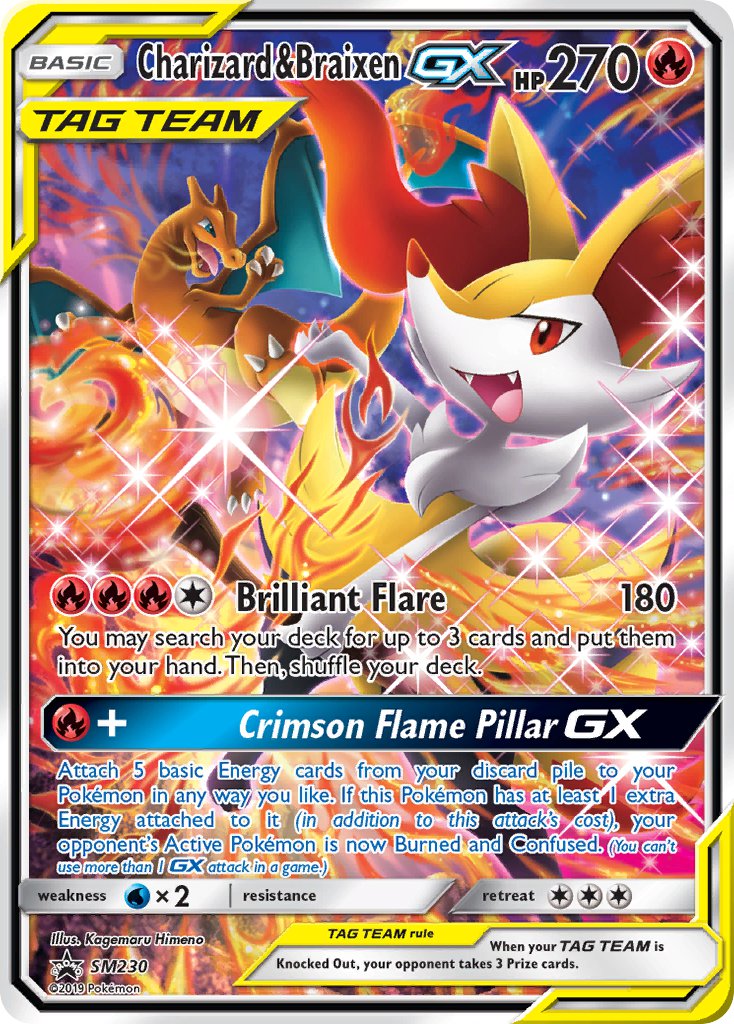 BASIC Charizard&Braixen GX HP270
TAG TEAM
Brilliant Flare 180
You may search your deck for up to 3 cards and put them
into your hand. Then, shuffle your deck.
+ Crimson Flame Pillar GX
Attach 5 basic Energy cards from your discard pile to your
Pokémon in any way you like. If this Pokémon has at least 1 extra
Energy attached to it (in addition to this attack's cost), your
opponent's Active Pokémon is now Burned and Confused. (You can't
use more than 1 GX attack in a game.)
weakness ×2 resistance retreat
Illus. Kagemaru Himeno
TAG TEAM rule
When your TAG TEAM is
Knocked Out, your opponent takes 3 Prize cards.
PROMO SM230
©2019 Pokémon